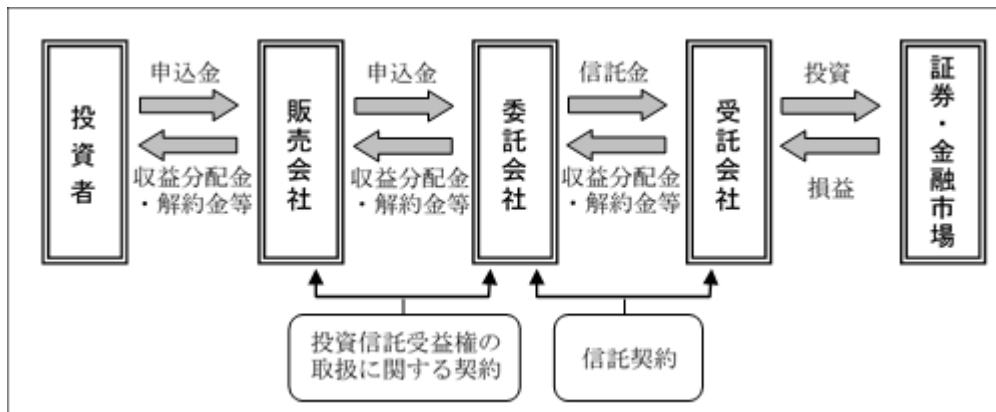 投資者
申込金
収益分配金
・解約金等
販売会社
申込金
収益分配金
・解約金等
委託会社
信託金
収益分配金
・解約金等
受託会社
投資
損益
証券・金融市場
投資信託受益権の
取扱に関する契約
信託契約